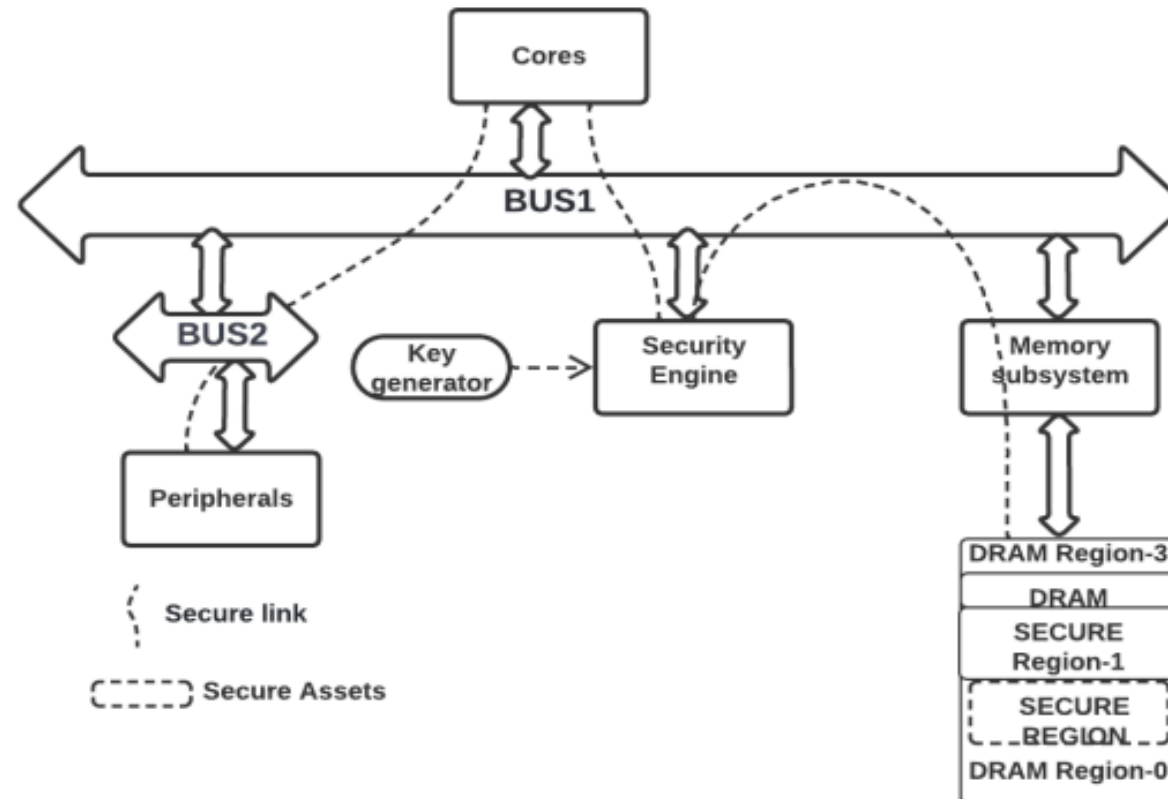 Cores
BUS1
BUS2
Key
generator
Security
Engine
Memory
subsystem
Peripherals
Secure link
Secure Assets
DRAM Region-3
DRAM
SECURE
Region-1
SECURE
REGION
DRAM Region-0